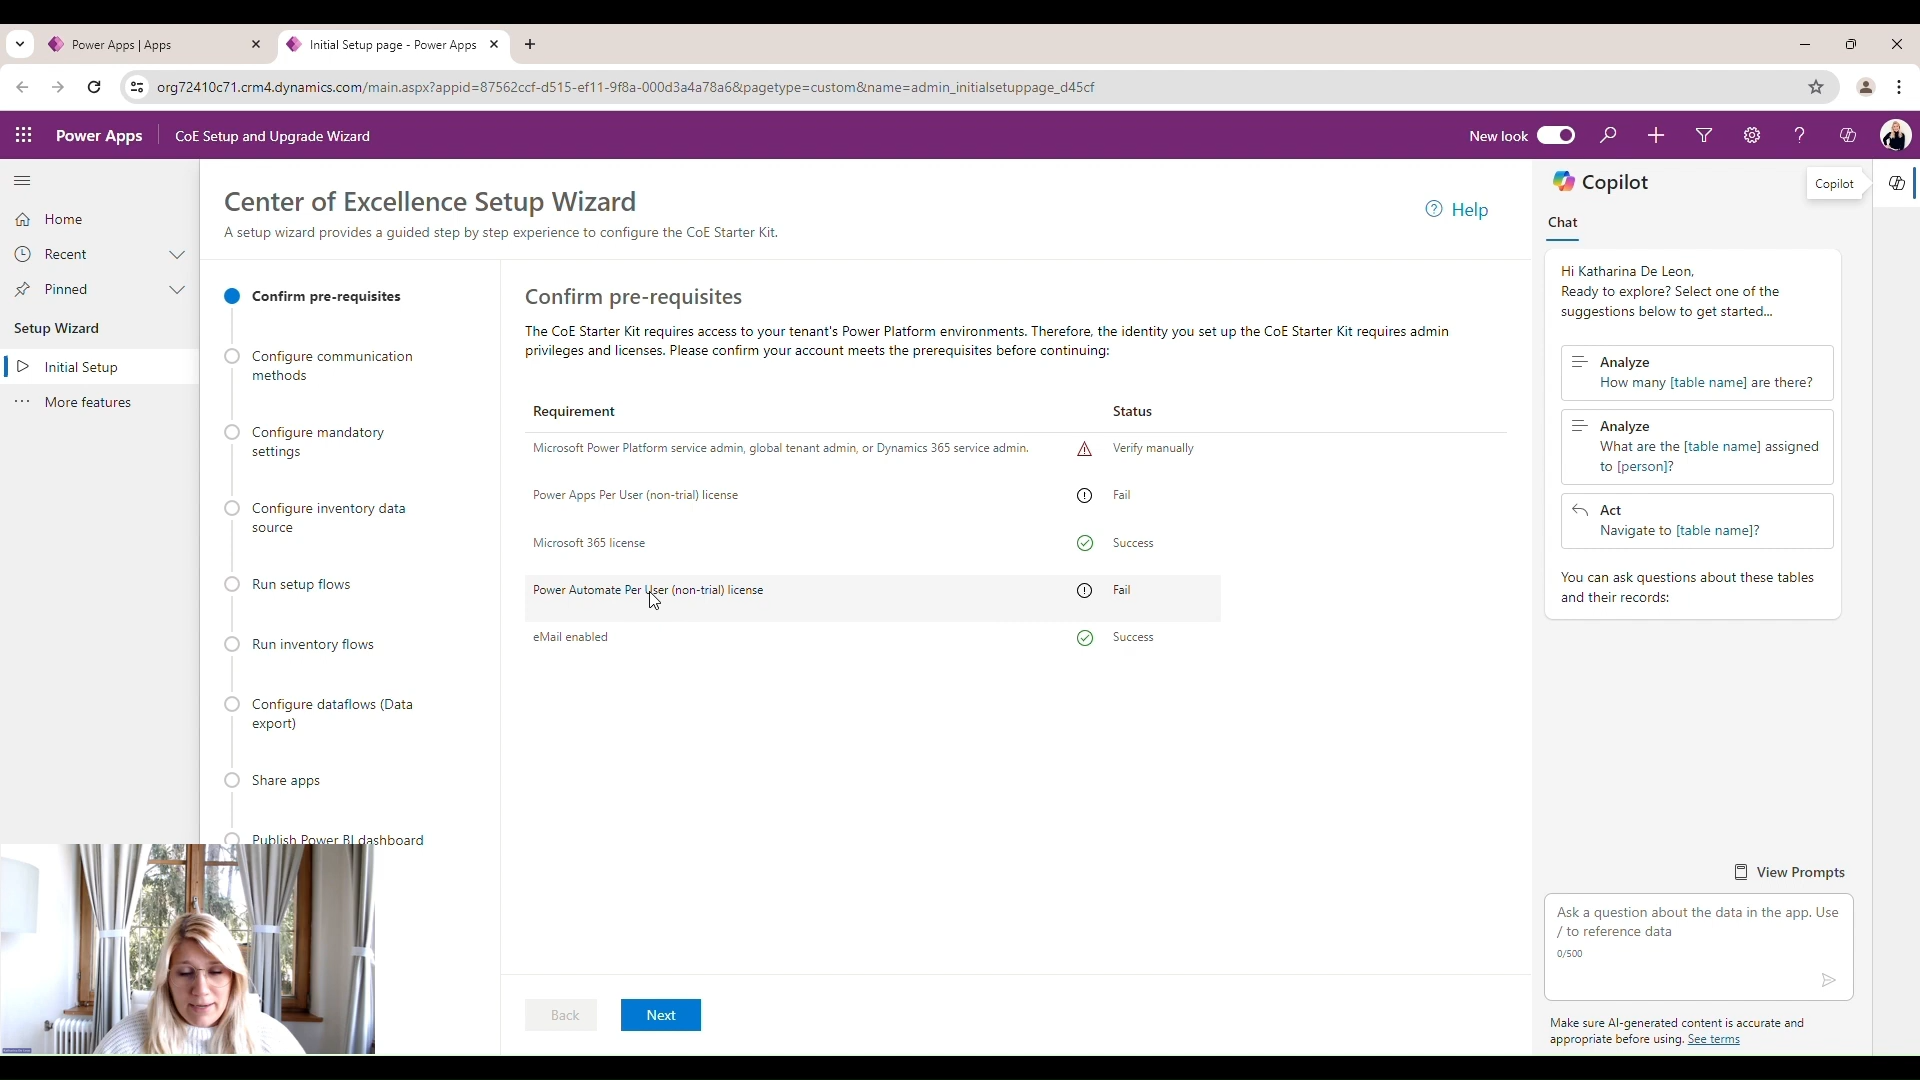 Power Apps | Apps
Initial Setup page - Power Apps
org72410c71.crm4.dynamics.com/main.aspx?appid=87562ccf-d515-ef11-9f8a-000d3a4a78a6&pagetype=custom&name=admin_initialsetuppage_d45cf
Power Apps
CoE Setup and Upgrade Wizard
New look
Home
Recent
Pinned
Setup Wizard
Initial Setup
More features
Center of Excellence Setup Wizard
A setup wizard provides a guided step by step experience to configure the CoE Starter Kit.
Help
Confirm pre-requisites
Configure communication
methods
Configure mandatory
settings
Configure inventory data
source
Run setup flows
Run inventory flows
Configure dataflows (Data
export)
Share apps
Publish Power BI dashboard
Confirm pre-requisites
The CoE Starter Kit requires access to your tenant's Power Platform environments. Therefore, the identity you set up the CoE Starter Kit requires admin
privileges and licenses. Please confirm your account meets the prerequisites before continuing:
Requirement Status
Microsoft Power Platform service admin, global tenant admin, or Dynamics 365 service admin. Verify manually
Power Apps Per User (non-trial) license Fail
Microsoft 365 license Success
Power Automate Per User (non-trial) license Fail
eMail enabled Success
Back
Next
Copilot
Copilot
Chat
Hi Katharina De Leon,
Ready to explore? Select one of the
suggestions below to get started...
Analyze
How many [table name] are there?
Analyze
What are the [table name] assigned
to [person]?
Act
Navigate to [table name]?
You can ask questions about these tables
and their records:
View Prompts
Ask a question about the data in the app. Use
/ to reference data
0/500
Make sure AI-generated content is accurate and
appropriate before using. See terms